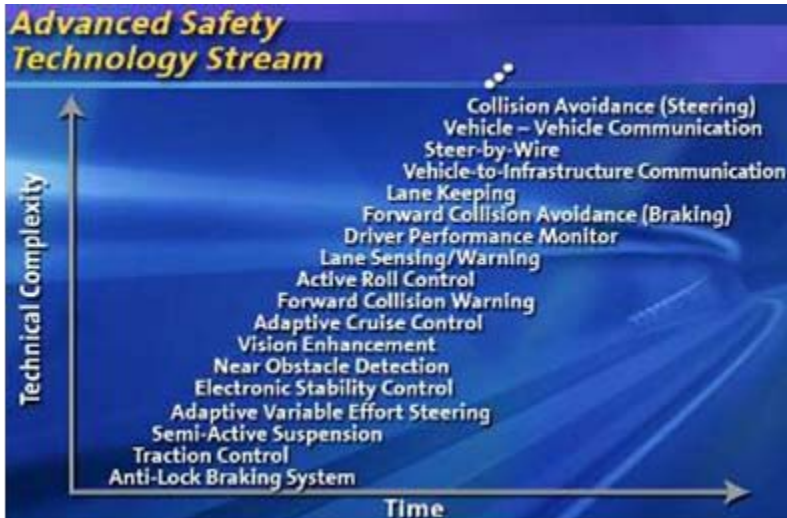 Advanced Safety
Technology Stream
Collision Avoidance (Steering)
Vehicle – Vehicle Communication
Steer-by-Wire
Vehicle-to-Infrastructure Communication
Lane Keeping
Forward Collision Avoidance (Braking)
Driver Performance Monitor
Lane Sensing/Warning
Active Roll Control
Forward Collision Warning
Adaptive Cruise Control
Vision Enhancement
Near Obstacle Detection
Electronic Stability Control
Adaptive Variable Effort Steering
Semi-Active Suspension
Traction Control
Anti-Lock Braking System
Technical Complexity
Time